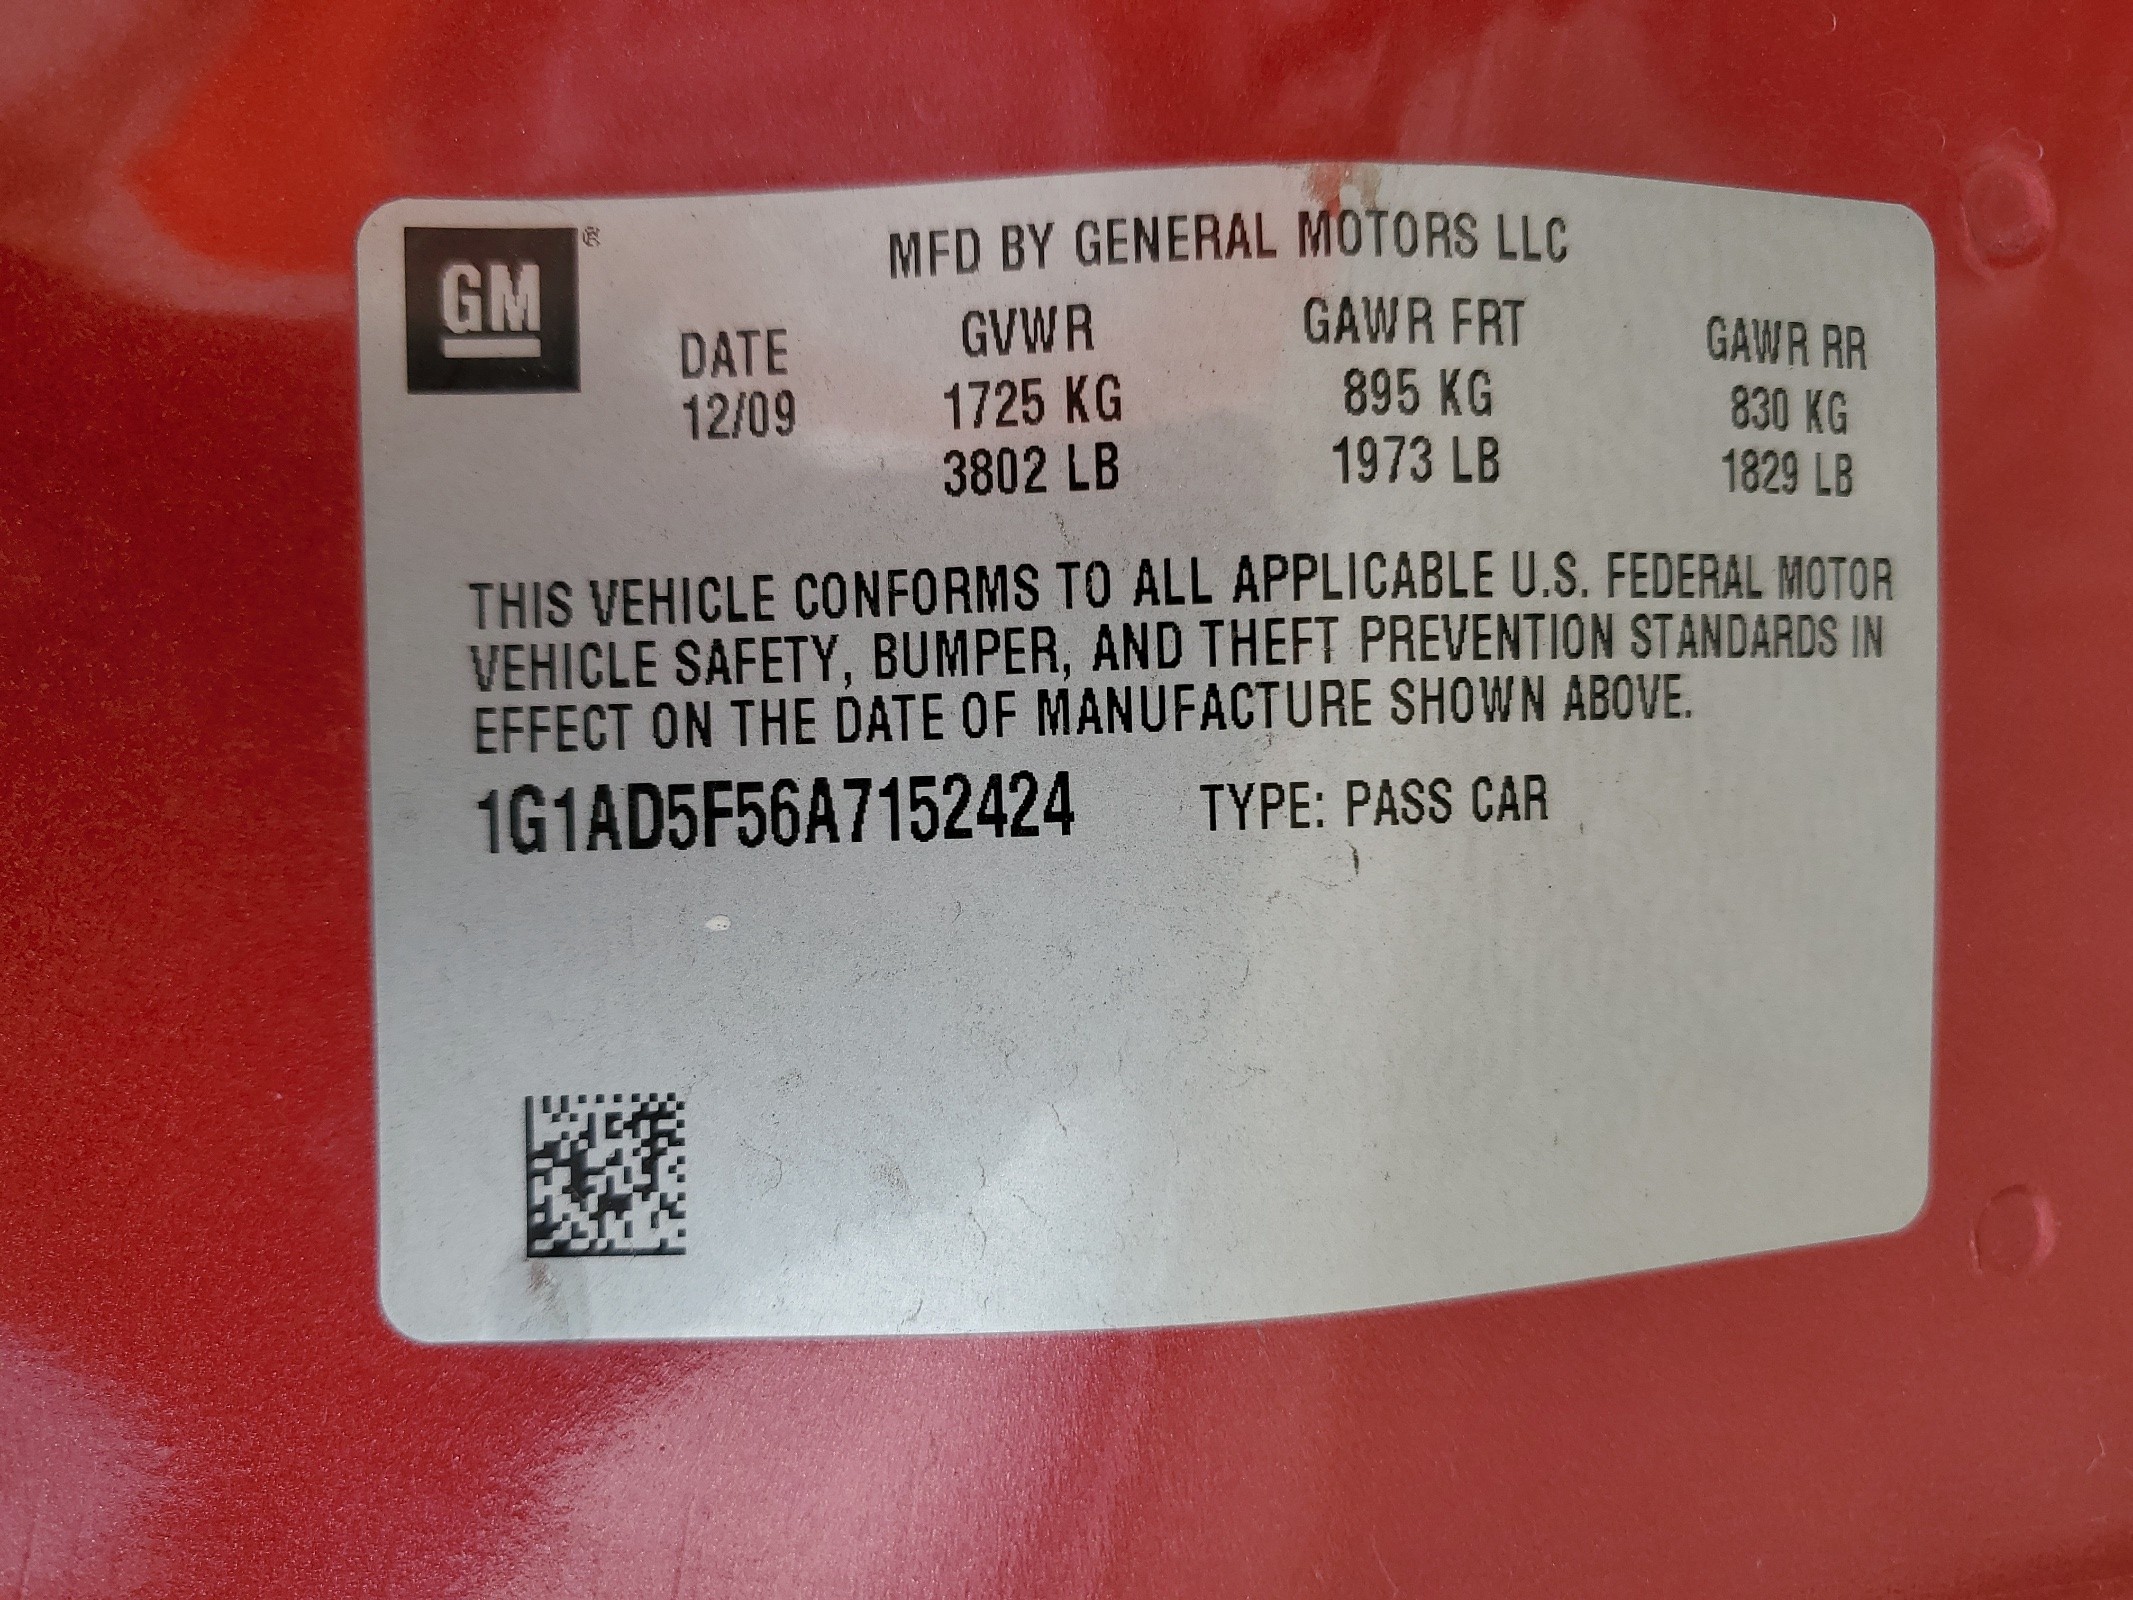 GM ®
MFD BY GENERAL MOTORS LLC
DATE GVWR GAWR FRT GAWR RR
12/09 1725 KG 895 KG 830 KG
3802 LB 1973 LB 1829 LB
THIS VEHICLE CONFORMS TO ALL APPLICABLE U.S. FEDERAL MOTOR
VEHICLE SAFETY, BUMPER, AND THEFT PREVENTION STANDARDS IN
EFFECT ON THE DATE OF MANUFACTURE SHOWN ABOVE.
1G1AD5F56A7152424 TYPE: PASS CAR